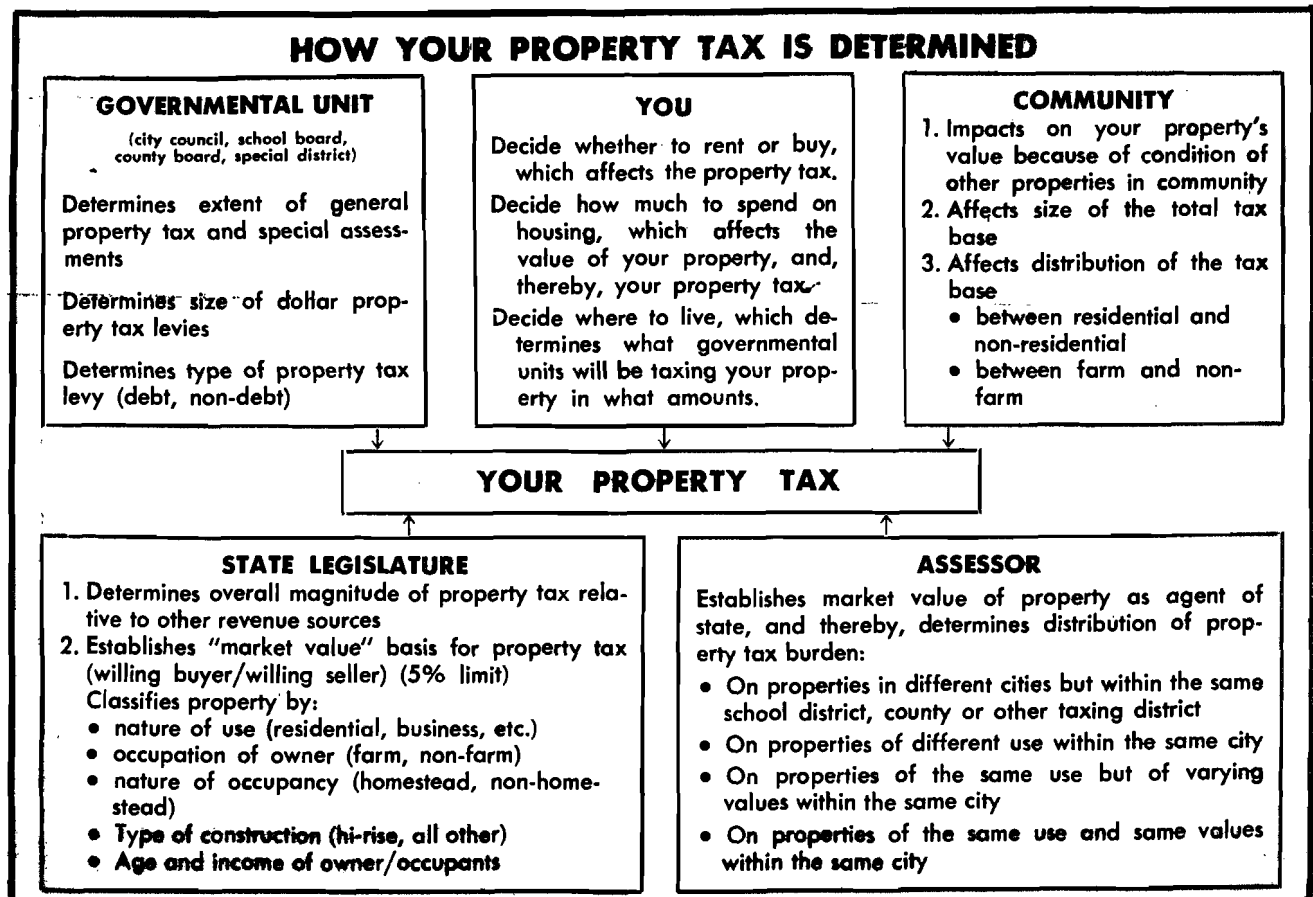 HOW YOUR PROPERTY TAX IS DETERMINED
GOVERNMENTAL UNIT
(city council, school board,
county board, special district)
Determines extent of general
property tax and special assess-
ments
Determines size of dollar prop-
erty tax levies
Determines type of property tax
levy (debt, non-debt)
YOU
Decide whether to rent or buy,
which affects the property tax.
Decide how much to spend on
housing, which affects the
value of your property, and,
thereby, your property tax.
Decide where to live, which de-
termines what governmental
units will be taxing your prop-
erty in what amounts.
COMMUNITY
1. Impacts on your property's
value because of condition of
other properties in community
2. Affects size of the total tax
base
3. Affects distribution of the tax
base
• between residential and
non-residential
• between farm and non-
farm
YOUR PROPERTY TAX
STATE LEGISLATURE
1. Determines overall magnitude of property tax rela-
tive to other revenue sources
2. Establishes "market value" basis for property tax
(willing buyer/willing seller) (5% limit)
Classifies property by:
• nature of use (residential, business, etc.)
• occupation of owner (farm, non-farm)
• nature of occupancy (homestead, non-home-
stead)
• Type of construction (hi-rise, all other)
• Age and income of owner/occupants
ASSESSOR
Establishes market value of property as agent of
state, and thereby, determines distribution of prop-
erty tax burden:
• On properties in different cities but within the same
school district, county or other taxing district
• On properties of different use within the same city
• On properties of the same use but of varying
values within the same city
• On properties of the same use and same values
within the same city